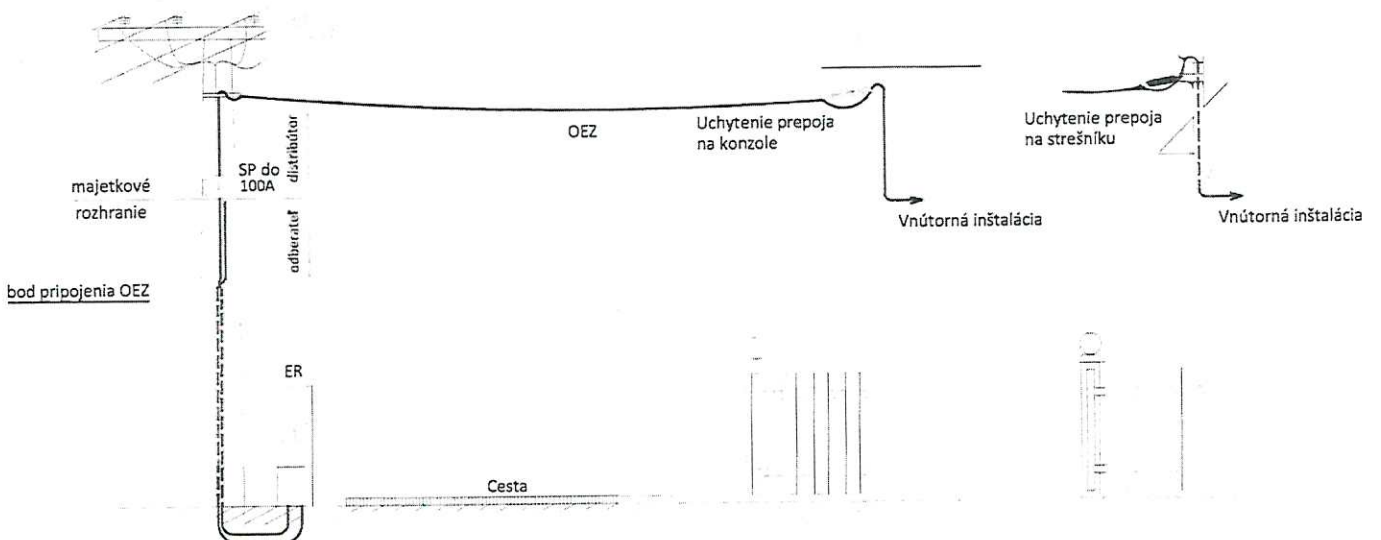 OEZ
Uchytenie prepoja
na konzole
Uchytenie prepoja
na strešníku
SP do
100A
distribútor
majetkové
rozhranie
odberateľ
Vnútorná inštalácia
Vnútorná inštalácia
bod pripojenia OEZ
ER
Cesta